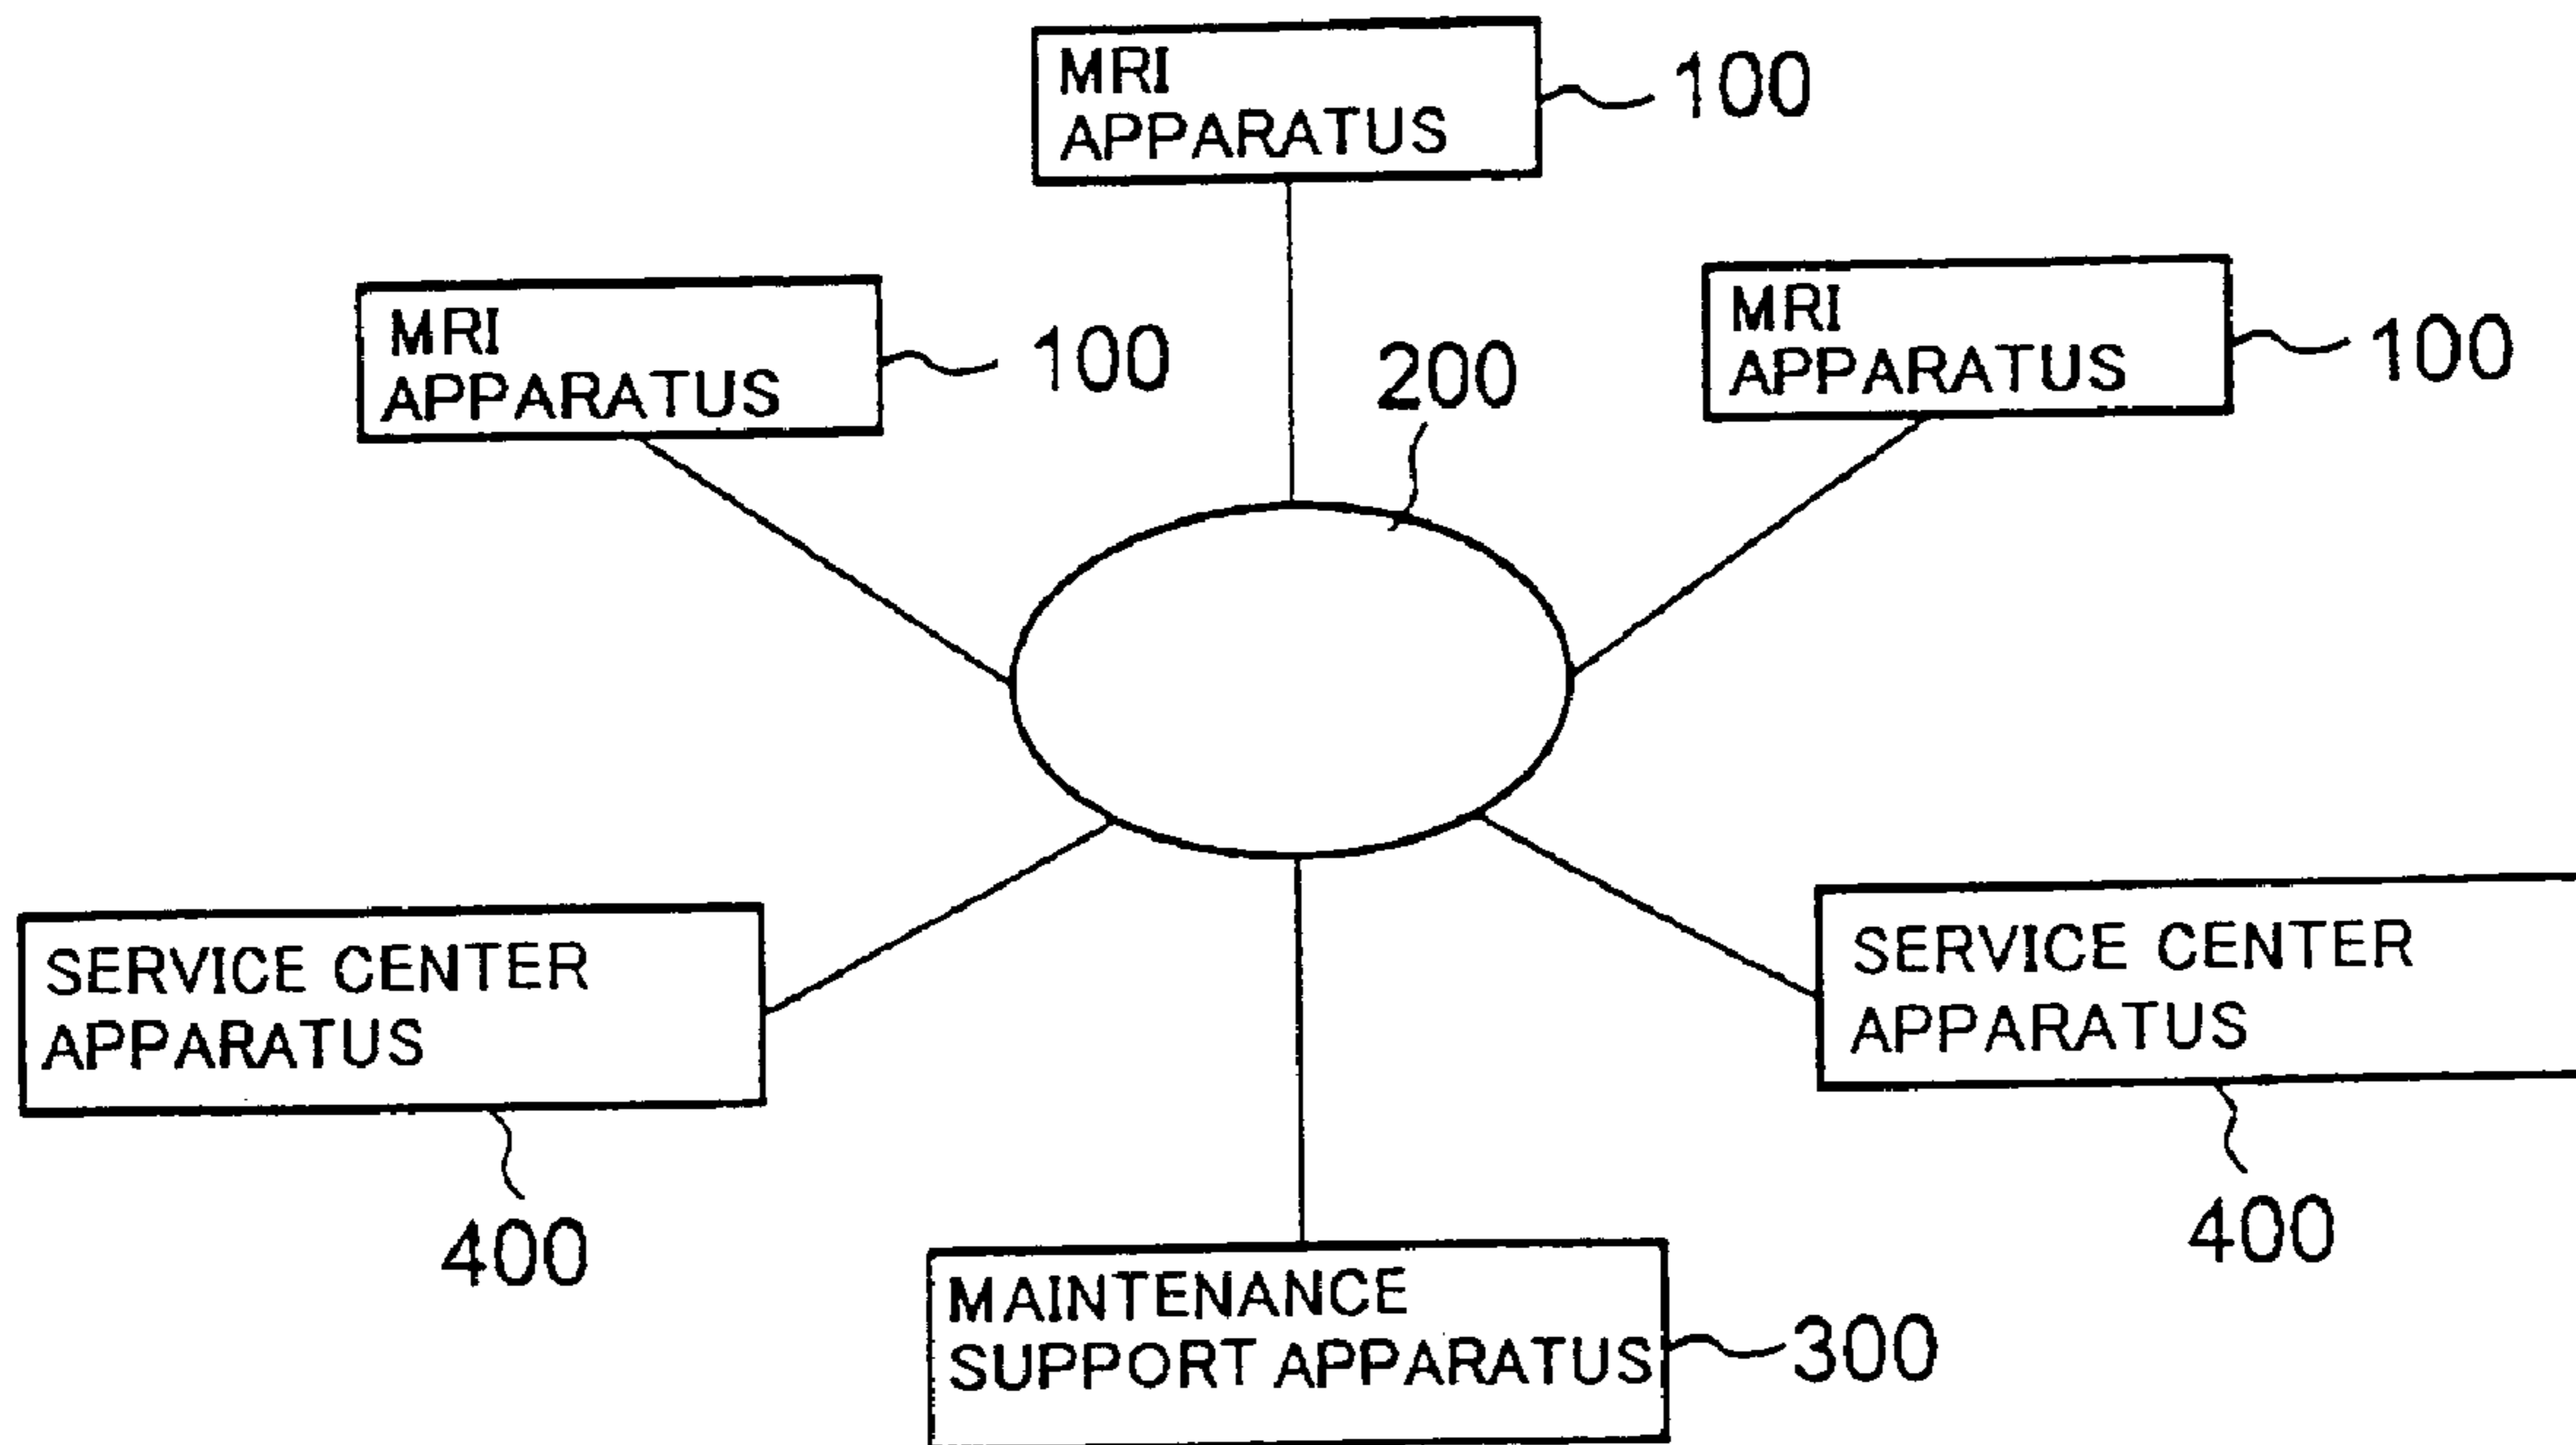 MRI
APPARATUS
100
MRI
APPARATUS
100
MRI
APPARATUS
100
200
SERVICE CENTER
APPARATUS
400
SERVICE CENTER
APPARATUS
400
MAINTENANCE
SUPPORT APPARATUS
300